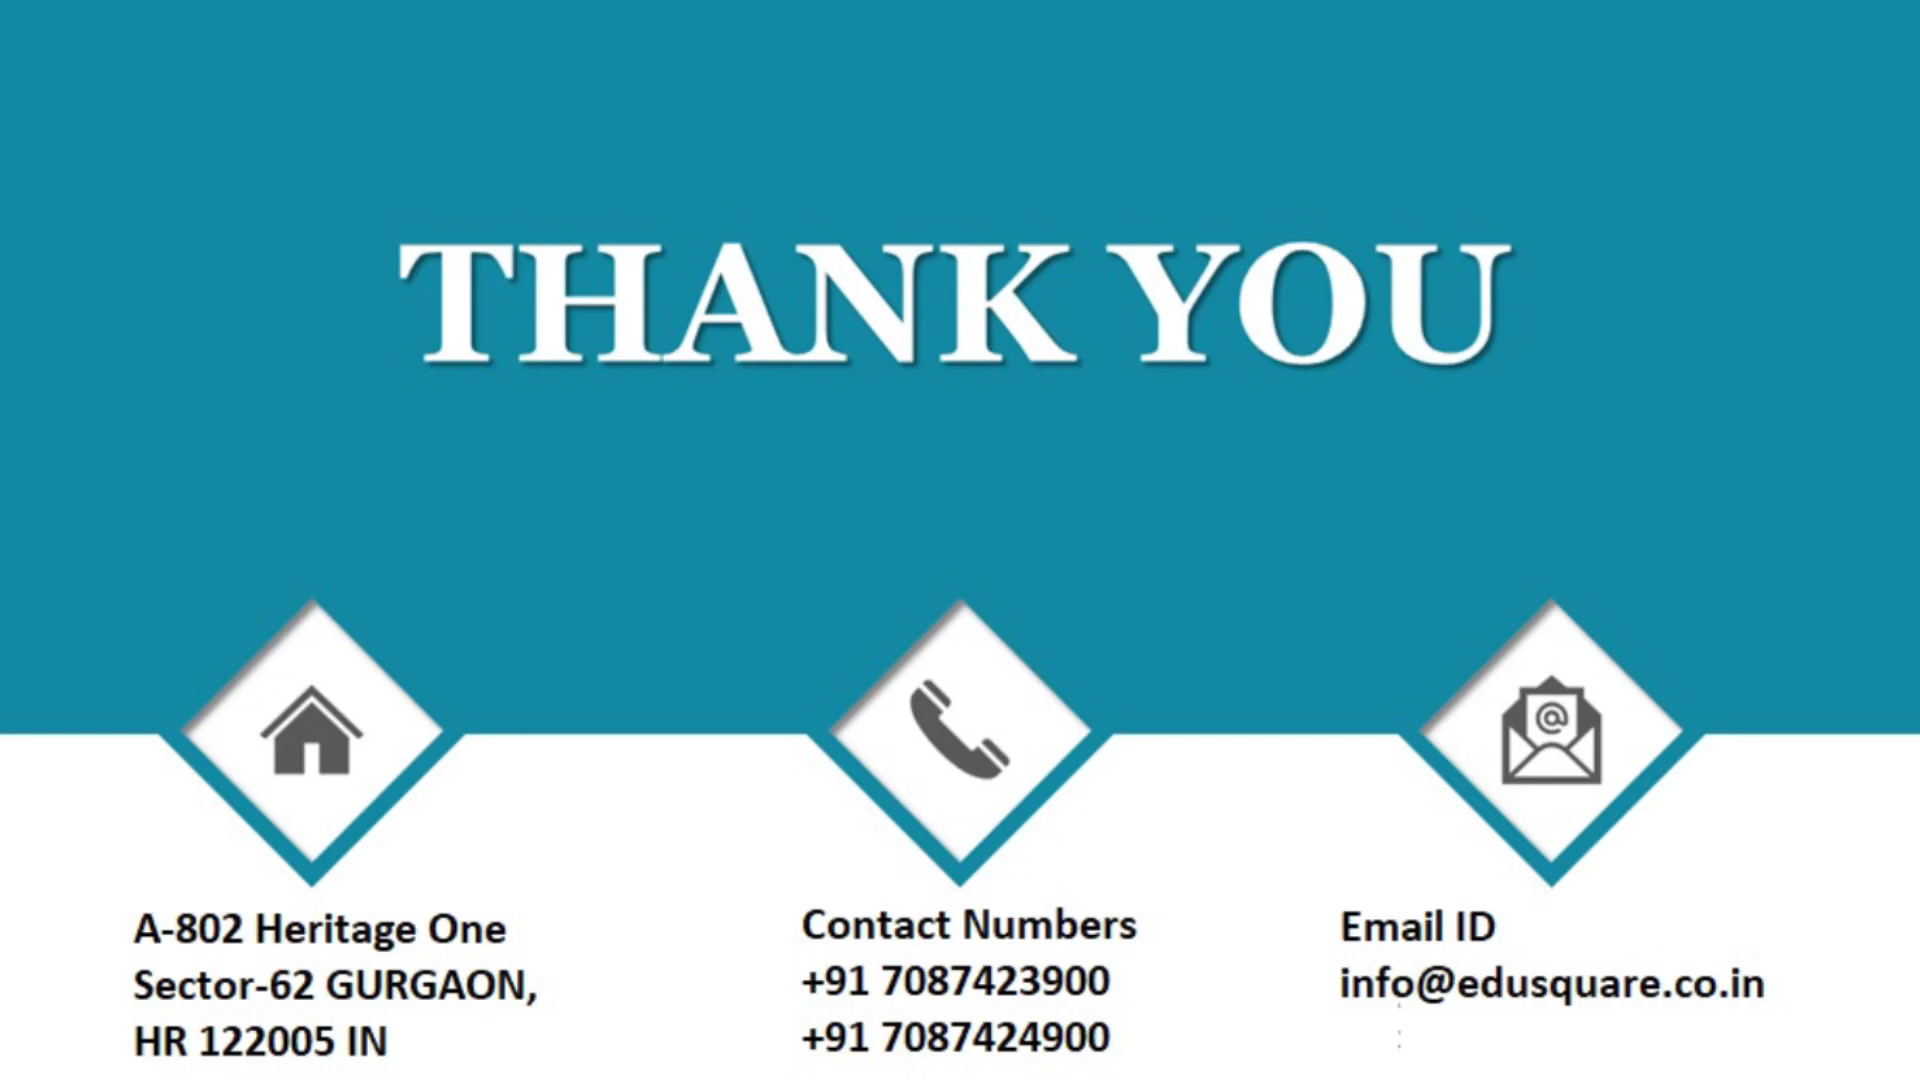 THANK YOU
A-802 Heritage One
Sector-62 GURGAON,
HR 122005 IN
Contact Numbers
+91 7087423900
+91 7087424900
Email ID
info@edusquare.co.in